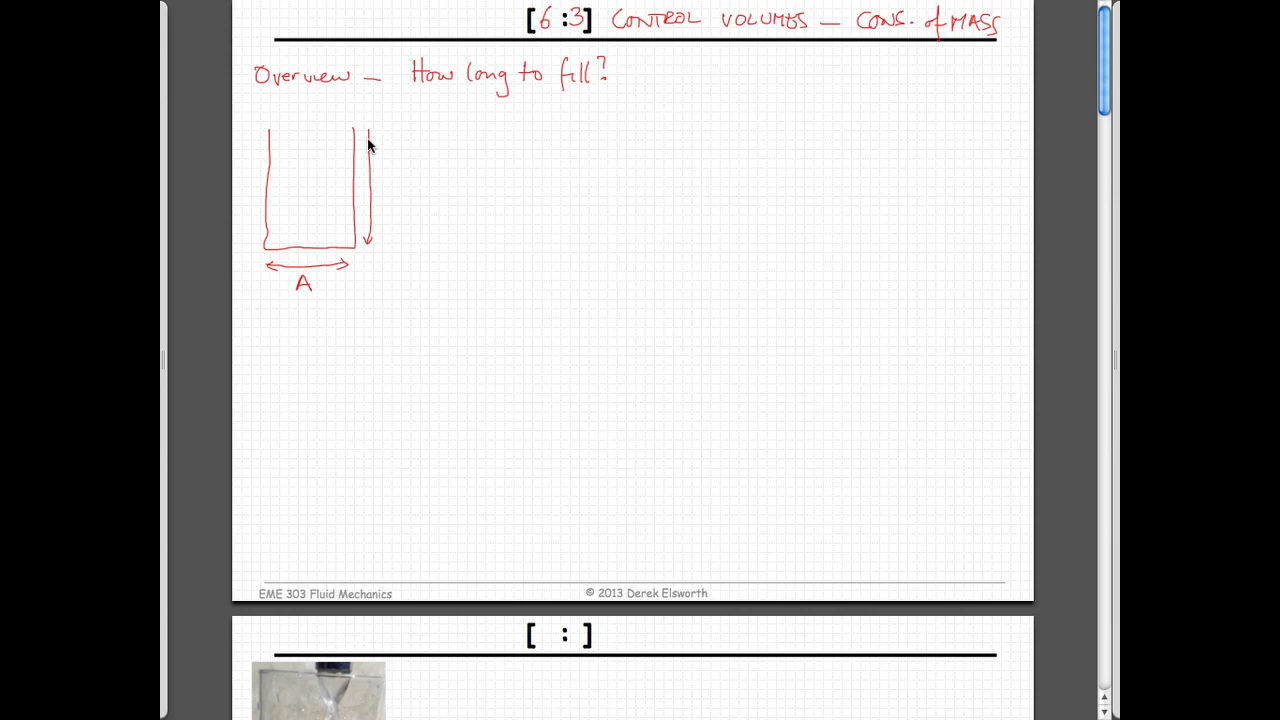 [6:3] CONTROL VOLUMES — CONS. of MASS
Overview — How long to fill?
A
EME 303 Fluid Mechanics
© 2013 Derek Elsworth
[ : ]